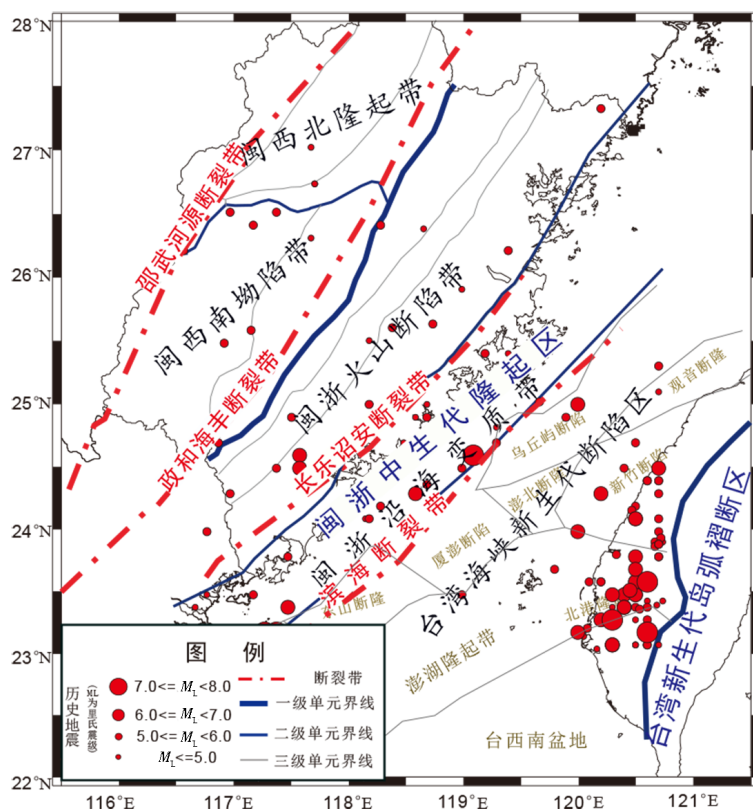 28°N
27°N
26°N
25°N
24°N
23°N
22°N
116°E
117°E
118°E
119°E
120°E
121°E
闽西北隆起带
邵武河源断裂带
闽西南坳陷带
政和海丰断裂带
闽浙火山断陷带
长乐诏安断裂带
闽浙中生代隆起区
闽浙沿海变质带
滨海断裂带
台湾海峡新生代断陷区
观音断隆
乌丘屿断陷
新竹断陷
澎北断隆
厦澎断陷
山断隆
北港
澎湖隆起带
台西南盆地
台湾新生代岛弧褶断区
图 例
历史地震
(ML为里氏震级)
7.0<= ML <8.0
6.0<= ML <7.0
5.0<= ML <6.0
ML <=5.0
断裂带
一级单元界线
二级单元界线
三级单元界线